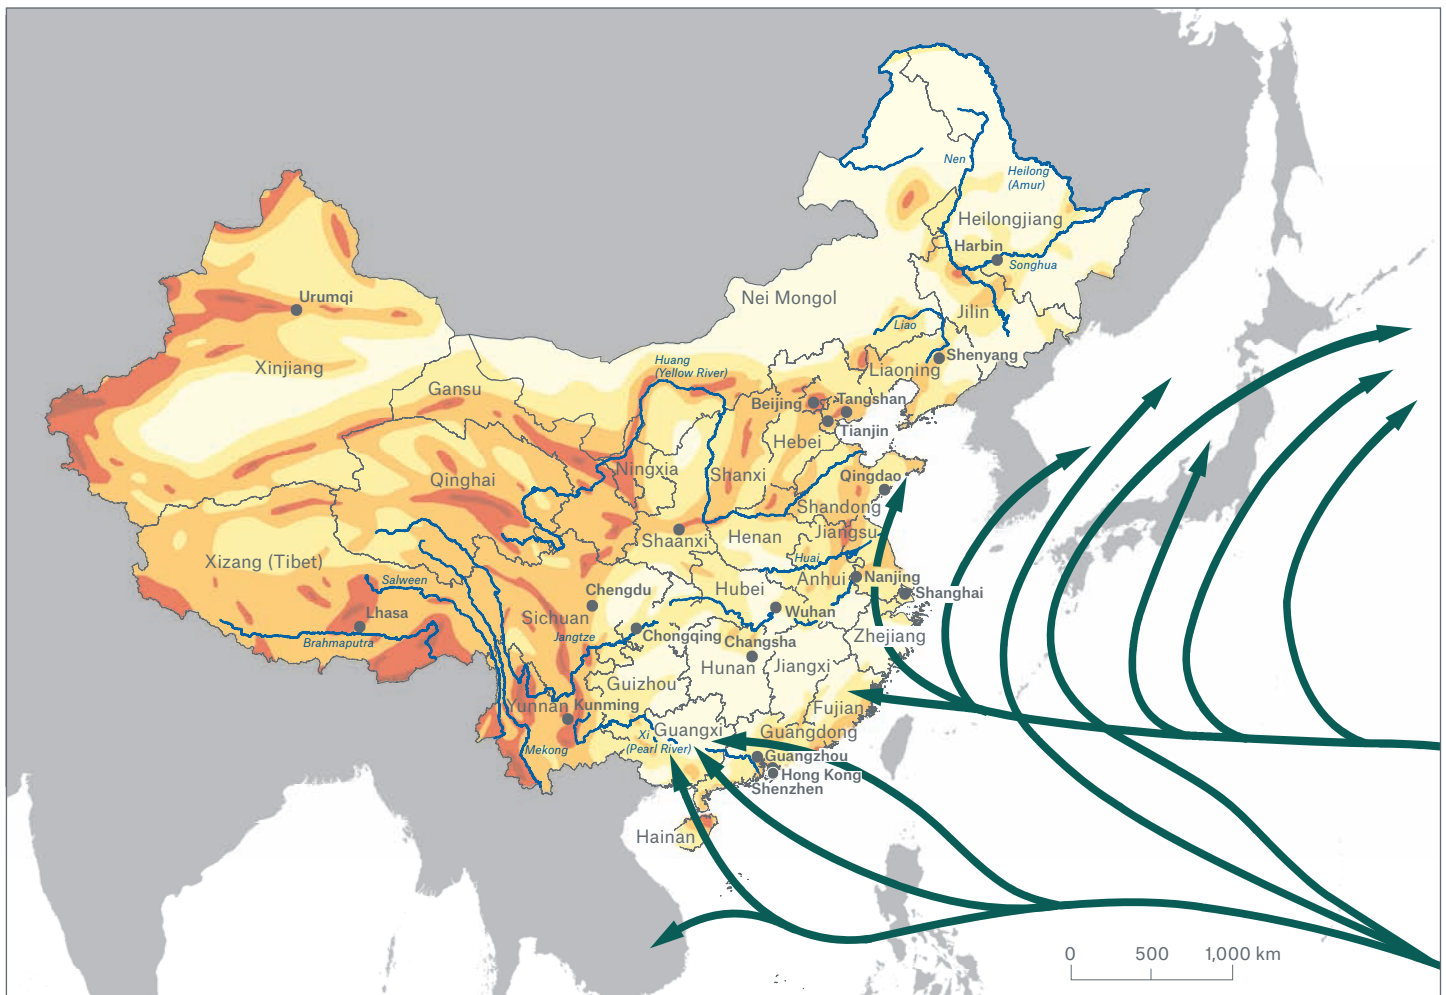 Nen
Heilong
(Amur)
Heilongjiang
Harbin
Songhua
Urumqi
Nei Mongol
Jilin
Liao
Shenyang
Xinjiang
Huang
(Yellow River)
Liaoning
Gansu
Beijing
Tangshan
Tianjin
Hebei
Ningxia
Shanxi
Qinghai
Qingdao
Shandong
Shaanxi
Henan
Jiangsu
Xizang (Tibet)
Huai
Salween
Anhui
Nanjing
Chengdu
Hubei
Shanghai
Lhasa
Wuhan
Sichuan
Brahmaputra
Jangtze
Chongqing
Changsha
Zhejiang
Hunan
Jiangxi
Guizhou
Yunnan
Kunming
Fujian
Xi
(Pearl River)
Guangxi
Guangdong
Mekong
Guangzhou
Hong Kong
Shenzhen
Hainan
0
500
1,000 km